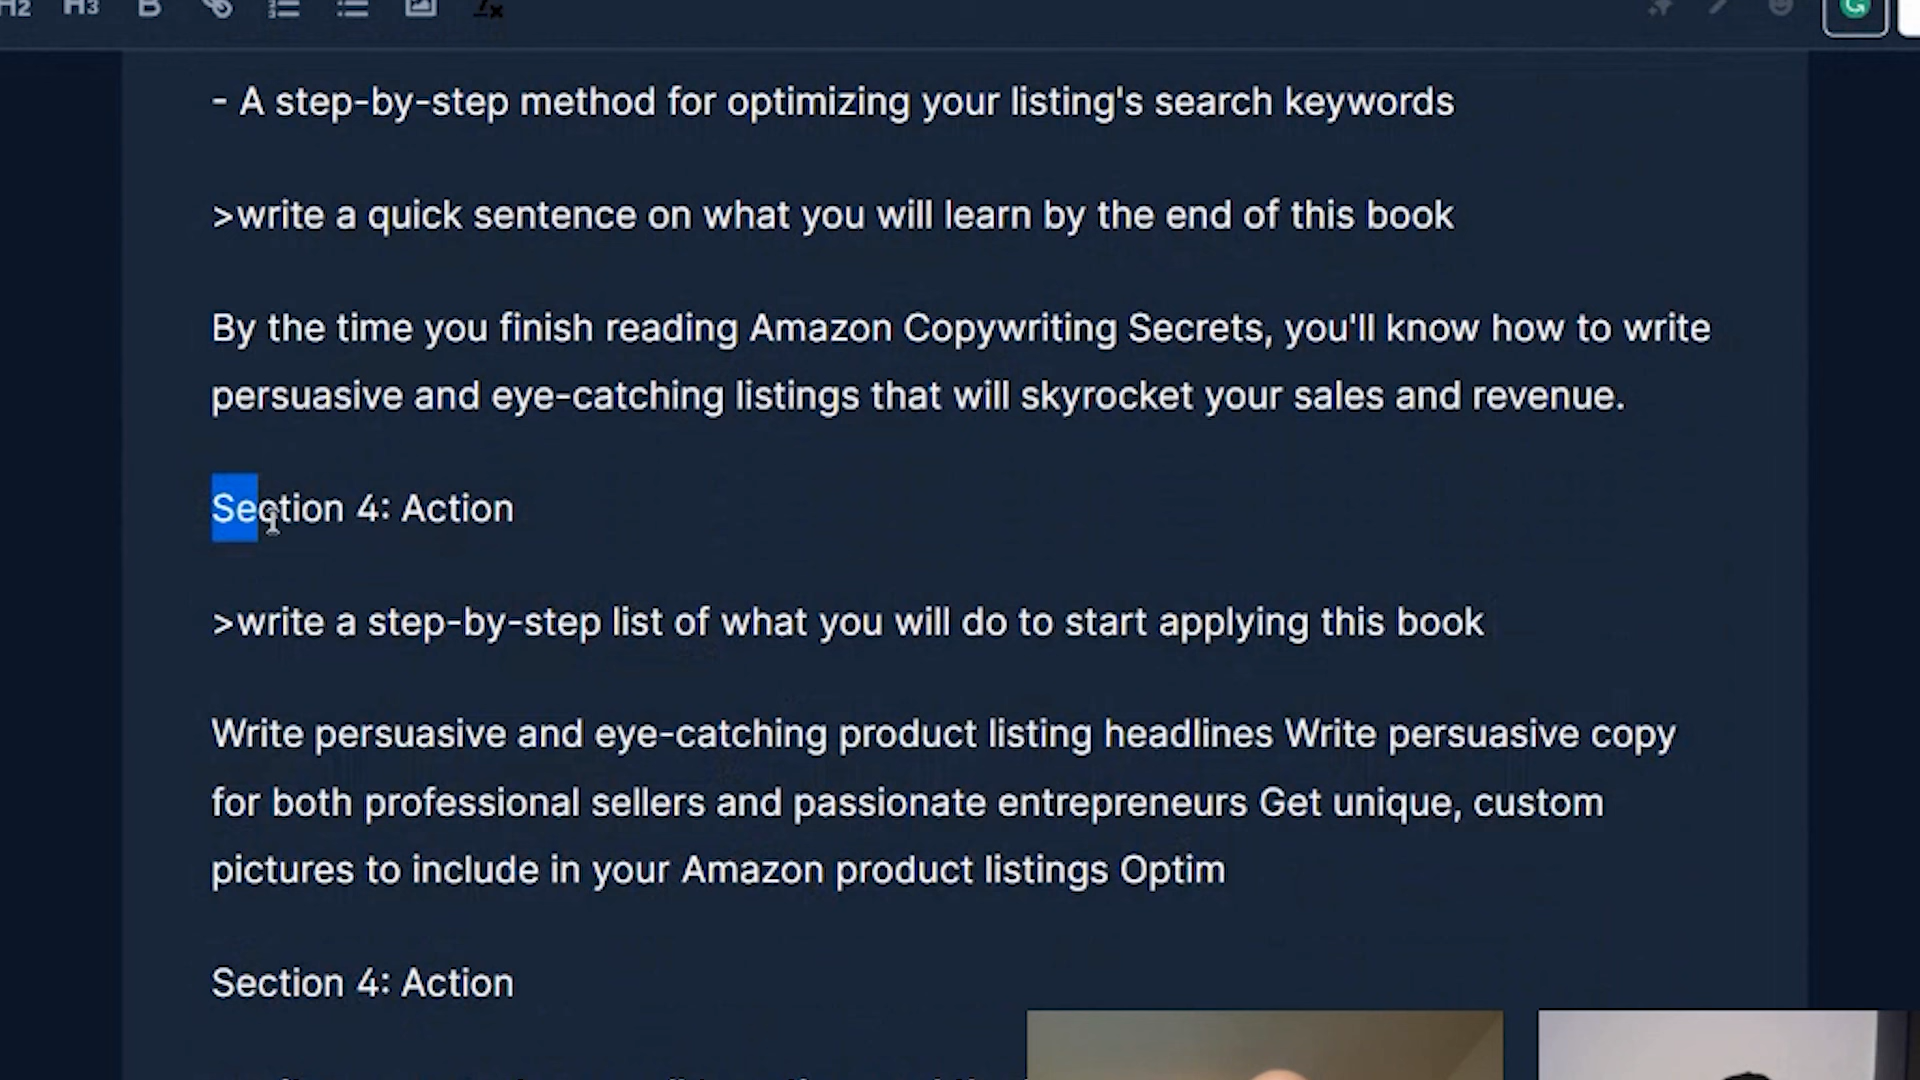 H2 H3 B
- A step-by-step method for optimizing your listing's search keywords
>write a quick sentence on what you will learn by the end of this book
By the time you finish reading Amazon Copywriting Secrets, you'll know how to write
persuasive and eye-catching listings that will skyrocket your sales and revenue.
Section 4: Action
>write a step-by-step list of what you will do to start applying this book
Write persuasive and eye-catching product listing headlines Write persuasive copy
for both professional sellers and passionate entrepreneurs Get unique, custom
pictures to include in your Amazon product listings Optim
Section 4: Action